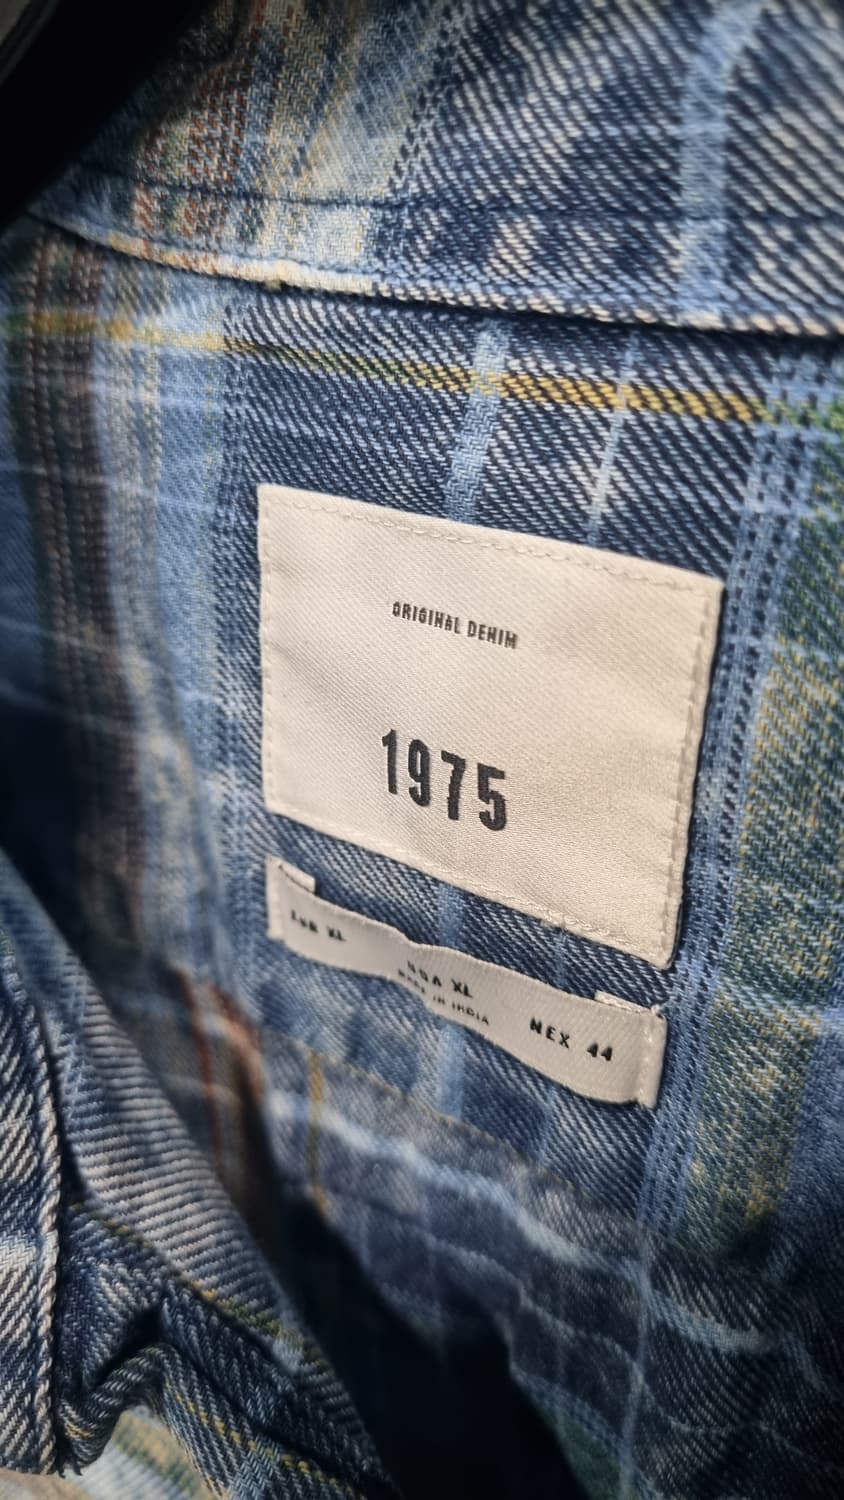 ORIGINAL DENIM
1975
EUR XL
USA XL
MADE IN INDIA
MEX 44